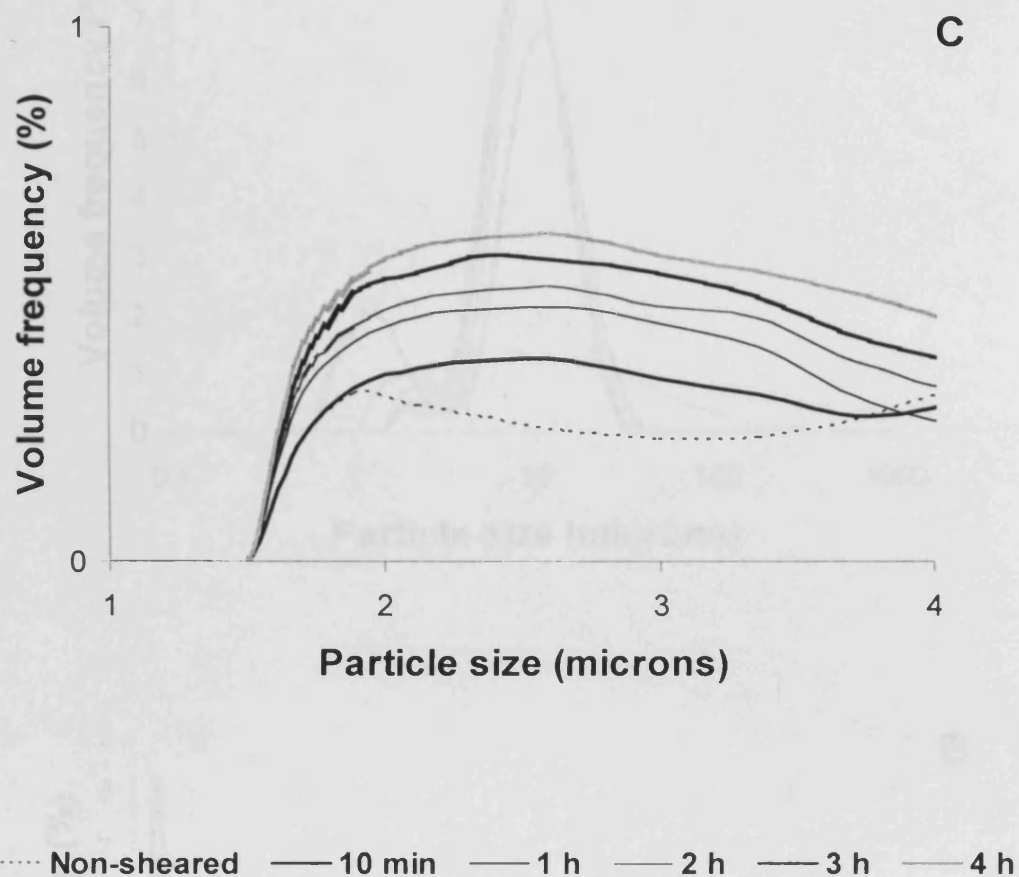 C
Volume frequency (%)
1
0
1 2 3 4
Particle size (microns)
Non-sheared 10 min 1 h 2 h 3 h 4 h